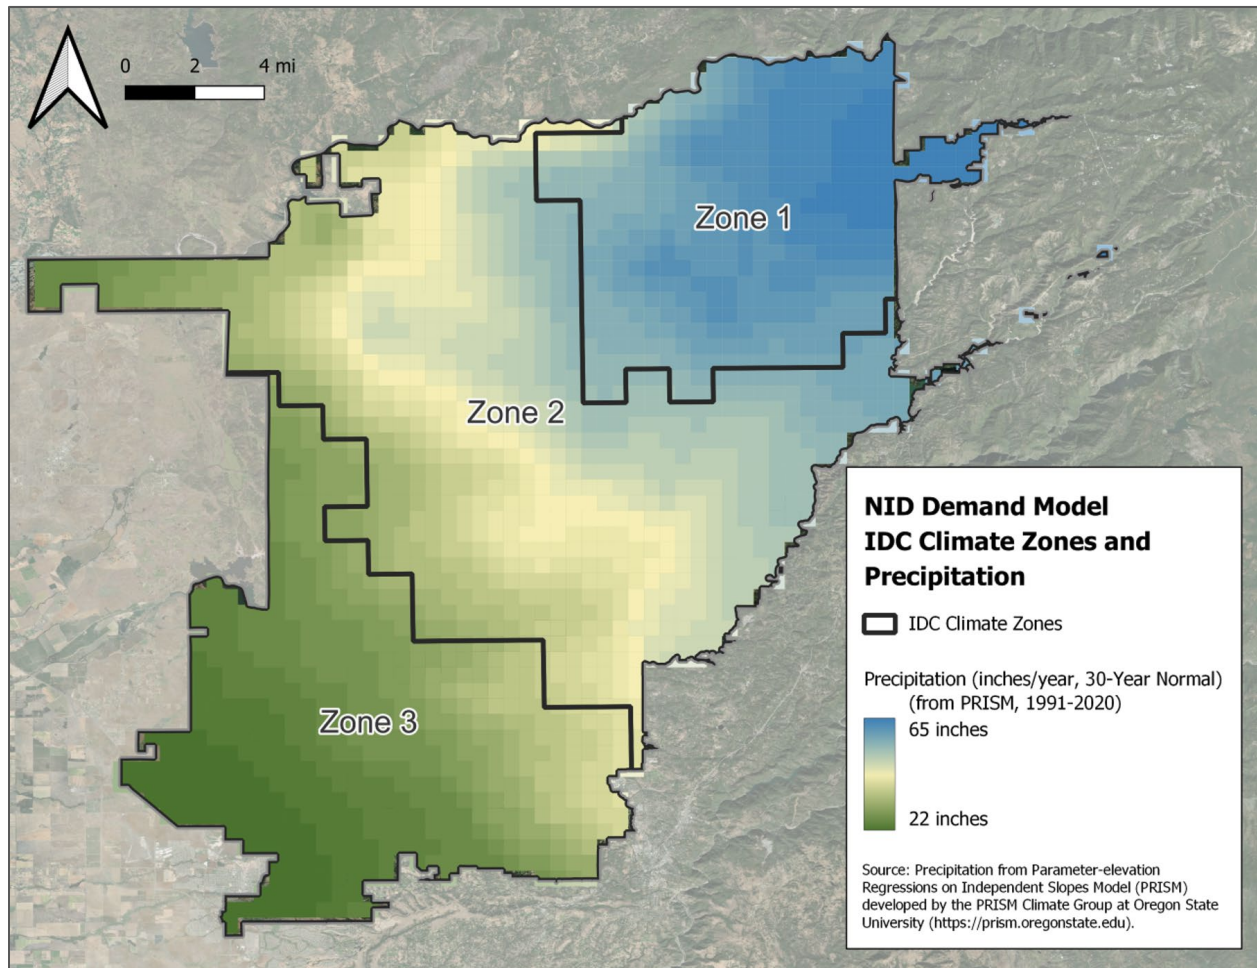 0 2 4 mi
Zone 1
Zone 2
Zone 3
NID Demand Model
IDC Climate Zones and
Precipitation
IDC Climate Zones
Precipitation (inches/year, 30-Year Normal)
(from PRISM, 1991-2020)
65 inches
22 inches
Source: Precipitation from Parameter-elevation
Regressions on Independent Slopes Model (PRISM)
developed by the PRISM Climate Group at Oregon State
University (https://prism.oregonstate.edu).